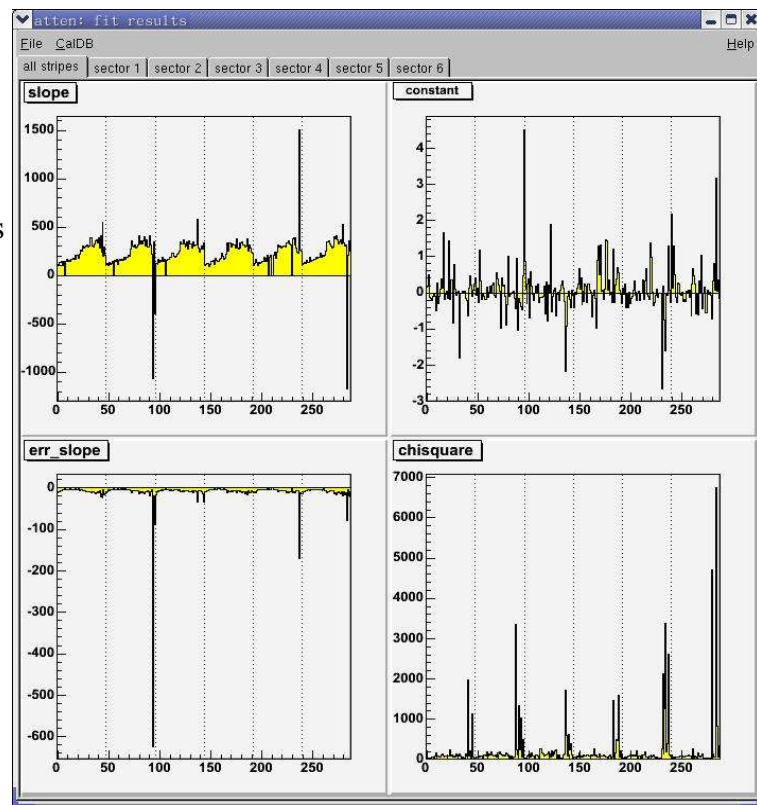 atten: fit results
File CalDB Help
all stripes sector 1 sector 2 sector 3 sector 4 sector 5 sector 6
slope
1500
1000
500
0
-500
-1000
0 50 100 150 200 250
constant
4
3
2
1
0
-1
-2
-3
0 50 100 150 200 250
s
err_slope
0
-100
-200
-300
-400
-500
-600
0 50 100 150 200 250
chisquare
7000
6000
5000
4000
3000
2000
1000
0
0 50 100 150 200 250